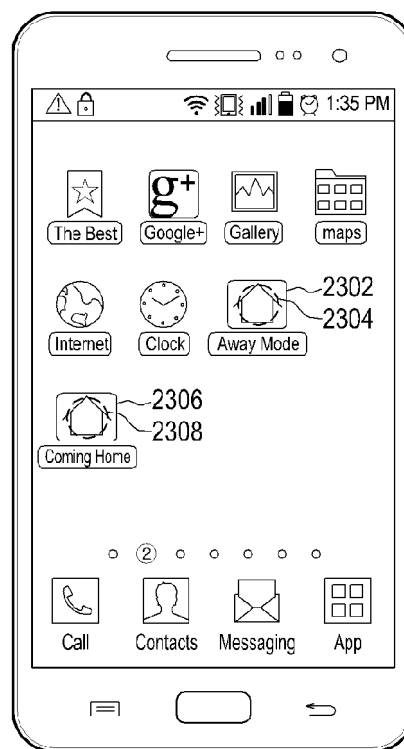 1:35 PM
g+
The Best Google+ Gallery maps
2302
2304
Internet Clock Away Mode
2306
2308
Coming Home
2
Call Contacts Messaging App